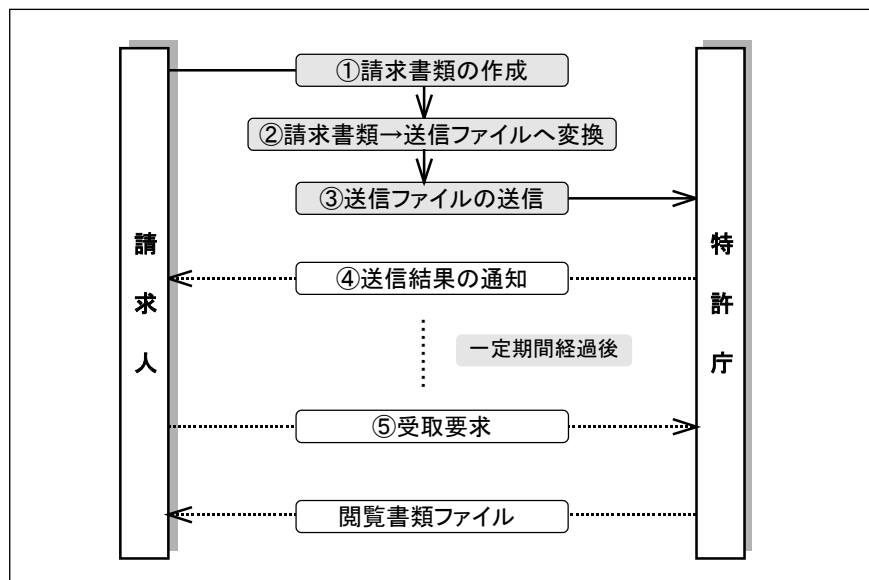 ①請求書類の作成
②請求書類→送信ファイルへ変換
③送信ファイルの送信
請求人
特許庁
④送信結果の通知
一定期間経過後
⑤受取要求
閲覧書類ファイル